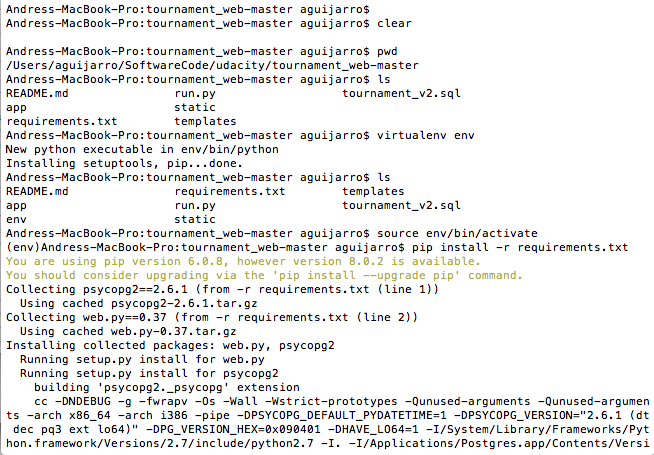 Andress-MacBook-Pro:tournament_web-master aguijarro$
Andress-MacBook-Pro:tournament_web-master aguijarro$ clear
Andress-MacBook-Pro:tournament_web-master aguijarro$ pwd
/Users/aguijarro/SoftwareCode/udacity/tournament_web-master
Andress-MacBook-Pro:tournament_web-master aguijarro$ ls
README.md run.py tournament_v2.sql
app static
requirements.txt templates
Andress-MacBook-Pro:tournament_web-master aguijarro$ virtualenv env
New python executable in env/bin/python
Installing setuptools, pip...done.
Andress-MacBook-Pro:tournament_web-master aguijarro$ ls
README.md requirements.txt templates
app run.py tournament_v2.sql
env static
Andress-MacBook-Pro:tournament_web-master aguijarro$ source env/bin/activate
(env)Andress-MacBook-Pro:tournament_web-master aguijarro$ pip install -r requirements.txt
You are using pip version 6.0.8, however version 8.0.2 is available.
You should consider upgrading via the 'pip install --upgrade pip' command.
Collecting psycopg2==2.6.1 (from -r requirements.txt (line 1))
Using cached psycopg2-2.6.1.tar.gz
Collecting web.py==0.37 (from -r requirements.txt (line 2))
Using cached web.py-0.37.tar.gz
Installing collected packages: web.py, psycopg2
Running setup.py install for web.py
Running setup.py install for psycopg2
building 'psycopg2._psycopg' extension
cc -DNDEBUG -g -fwrapv -Os -Wall -Wstrict-prototypes -Qunused-arguments -Qunused-argumen
ts -arch x86_64 -arch i386 -pipe -DPSYCOPG_DEFAULT_PYDATETIME=1 -DPSYCOPG_VERSION="2.6.1 (dt
dec pq3 ext lo64)" -DPG_VERSION_HEX=0x090401 -DHAVE_LO64=1 -I/System/Library/Frameworks/Pyt
hon.framework/Versions/2.7/include/python2.7 -I. -I/Applications/Postgres.app/Contents/Versi